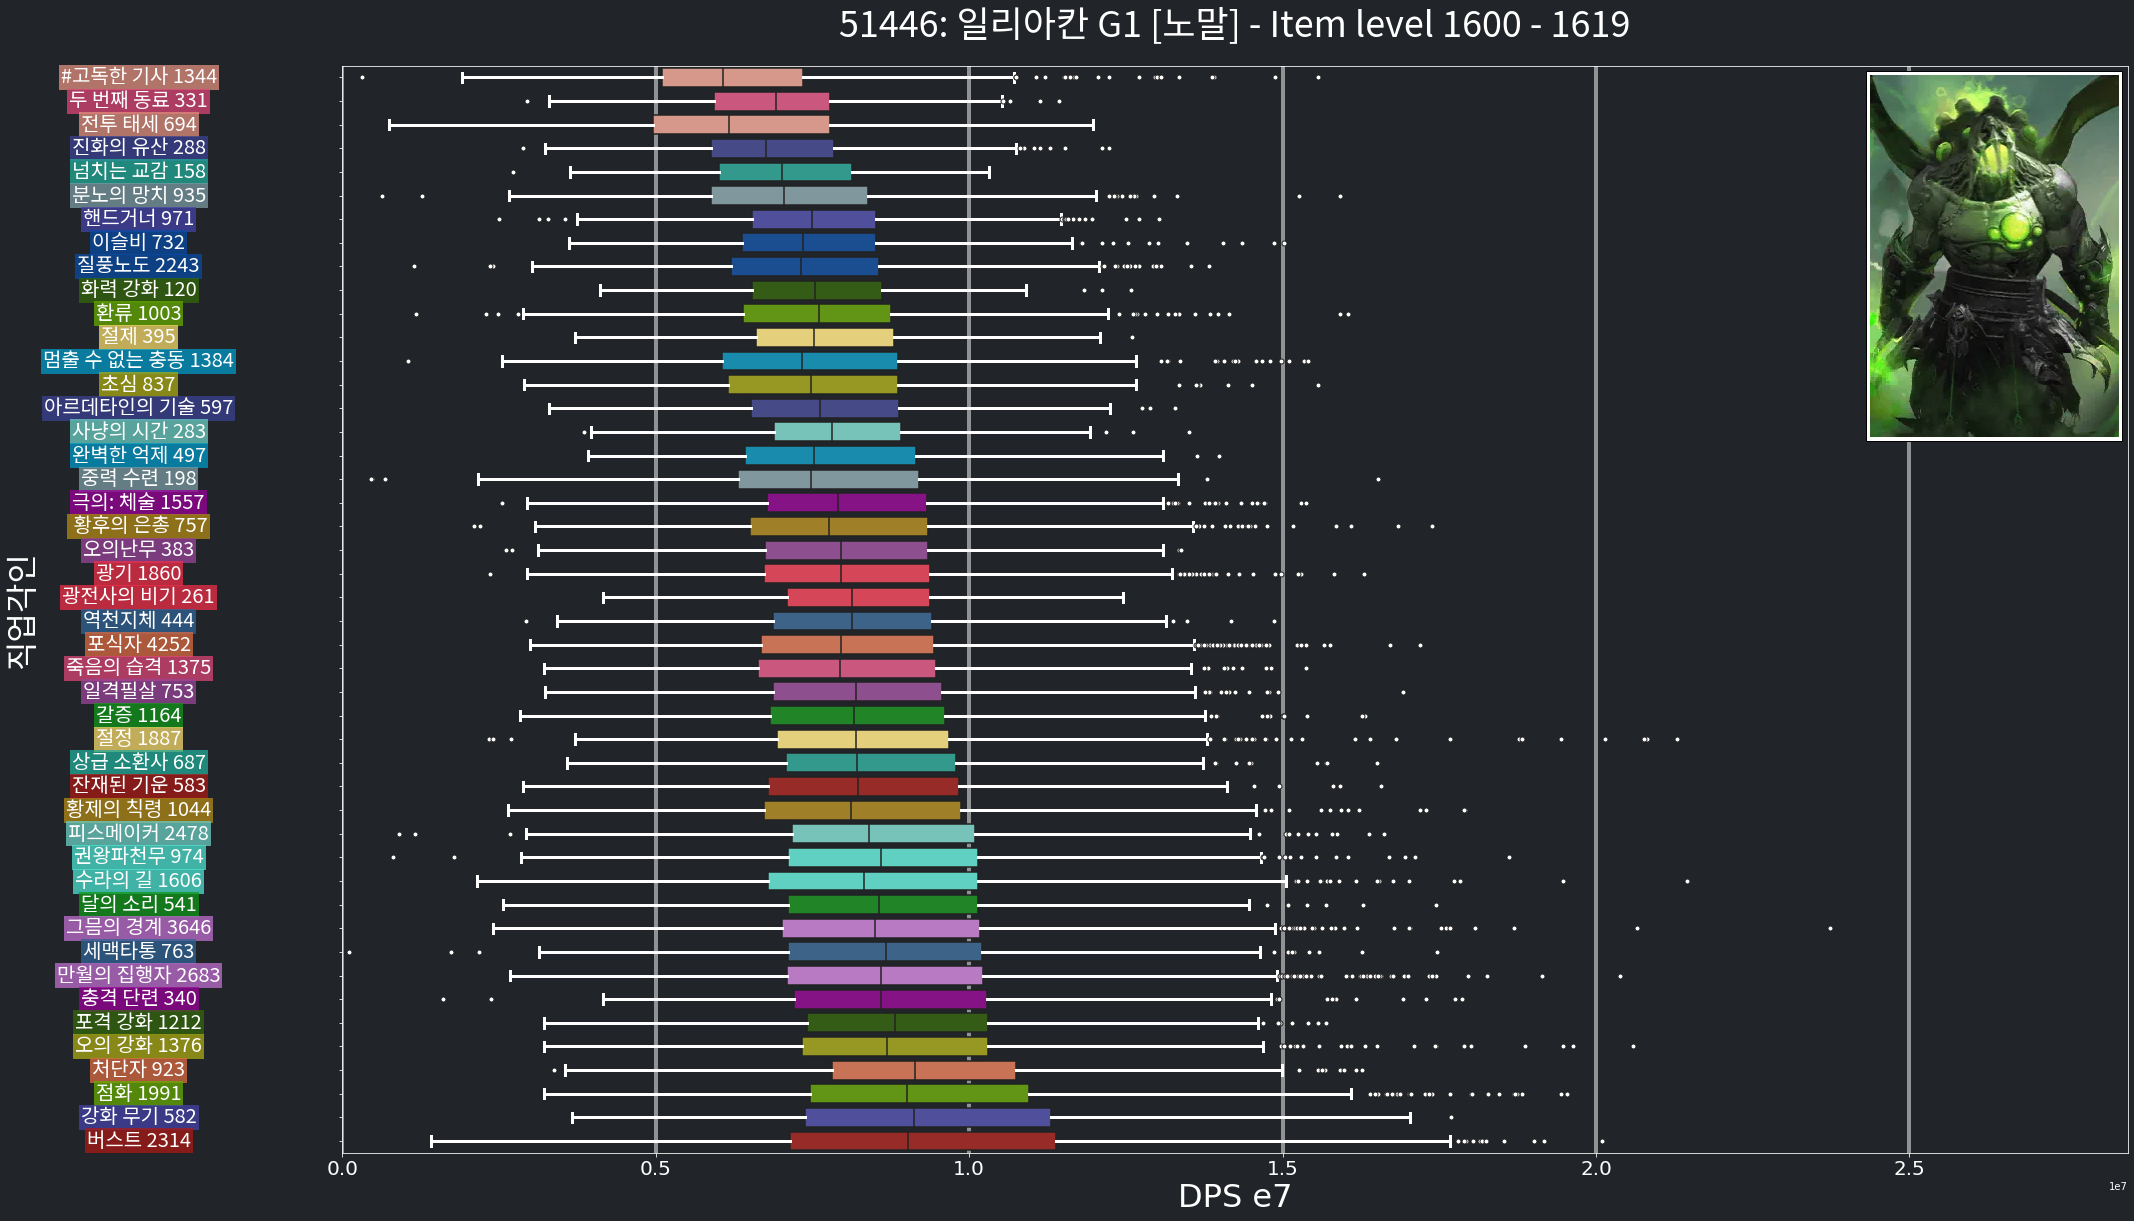 51446: 일리아칸 G1 [노말] - Item level 1600 - 1619
#고독한 기사 1344
두 번째 동료 331
전투 태세 694
진화의 유산 288
넘치는 교감 158
분노의 망치 935
핸드거너 971
이슬비 732
질풍노도 2243
화력 강화 120
환류 1003
절제 395
멈출 수 없는 충동 1384
초심 837
아르데타인의 기술 597
사냥의 시간 283
완벽한 억제 497
중력 수련 198
극의: 체술 1557
황후의 은총 757
오의난무 383
광기 1860
광전사의 비기 261
역천지체 444
포식자 4252
죽음의 습격 1375
일격필살 753
갈증 1164
절정 1887
상급 소환사 687
잔재된 기운 583
황제의 칙령 1044
피스메이커 2478
권왕파천무 974
수라의 길 1606
달의 소리 541
그믐의 경계 3646
세맥타통 763
만월의 집행자 2683
충격 단련 340
포격 강화 1212
오의 강화 1376
처단자 923
점화 1991
강화 무기 582
버스트 2314
직업각인
0.0 0.5 1.0 1.5 2.0 2.5
DPS e7
1e7